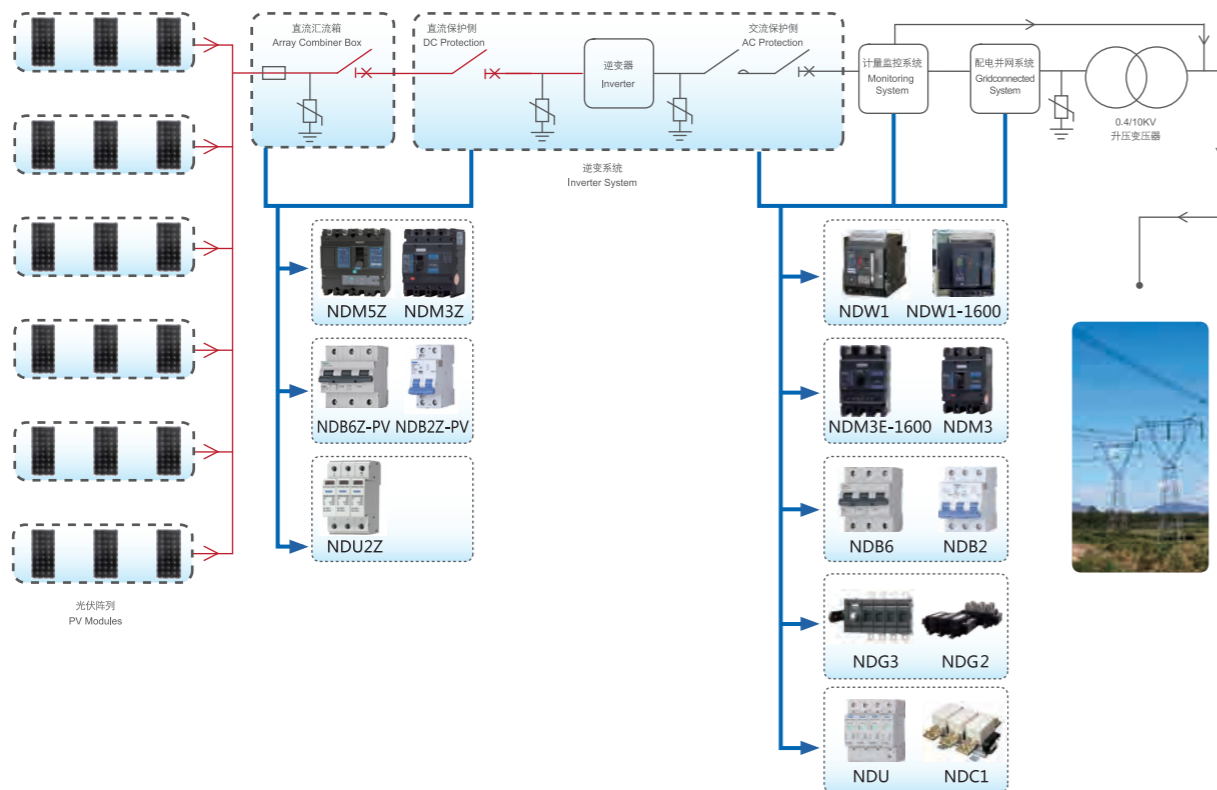 直流汇流箱
Array Combiner Box
直流保护侧
DC Protection
交流保护侧
AC Protection
逆变器
Inverter
计量监控系统
Monitoring
System
配电并网系统
Gridconnected
System
0.4/10KV
升压变压器
逆变系统
Inverter System
NDM5Z
NDM3Z
NDB6Z-PV
NDB2Z-PV
NDU2Z
NDW1
NDW1-1600
NDM3E-1600
NDM3
NDB6
NDB2
NDG3
NDG2
NDU
NDC1
光伏阵列
PV Modules